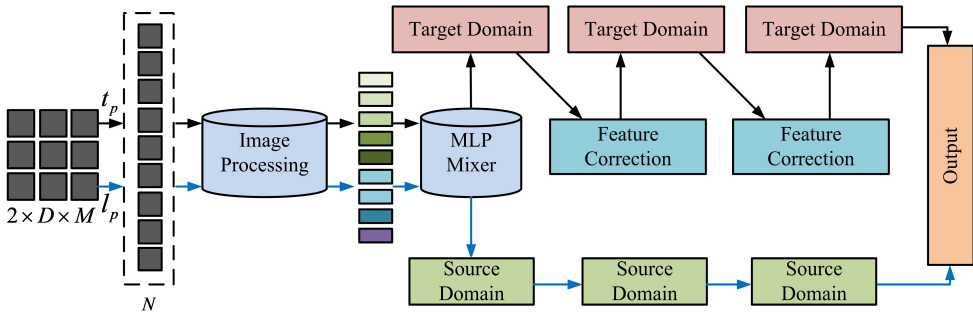 Target Domain
Target Domain
Target Domain
t_p
Image
Processing
MLP
Mixer
Feature
Correction
Feature
Correction
Output
l_p
2 × D × M
Source
Domain
Source
Domain
Source
Domain
N